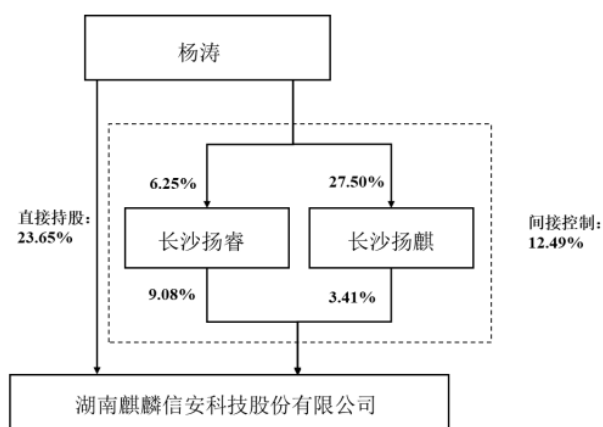 杨涛
6.25%
27.50%
直接持股：
23.65%
长沙扬睿
长沙扬麒
间接控制：
12.49%
9.08%
3.41%
湖南麒麟信安科技股份有限公司